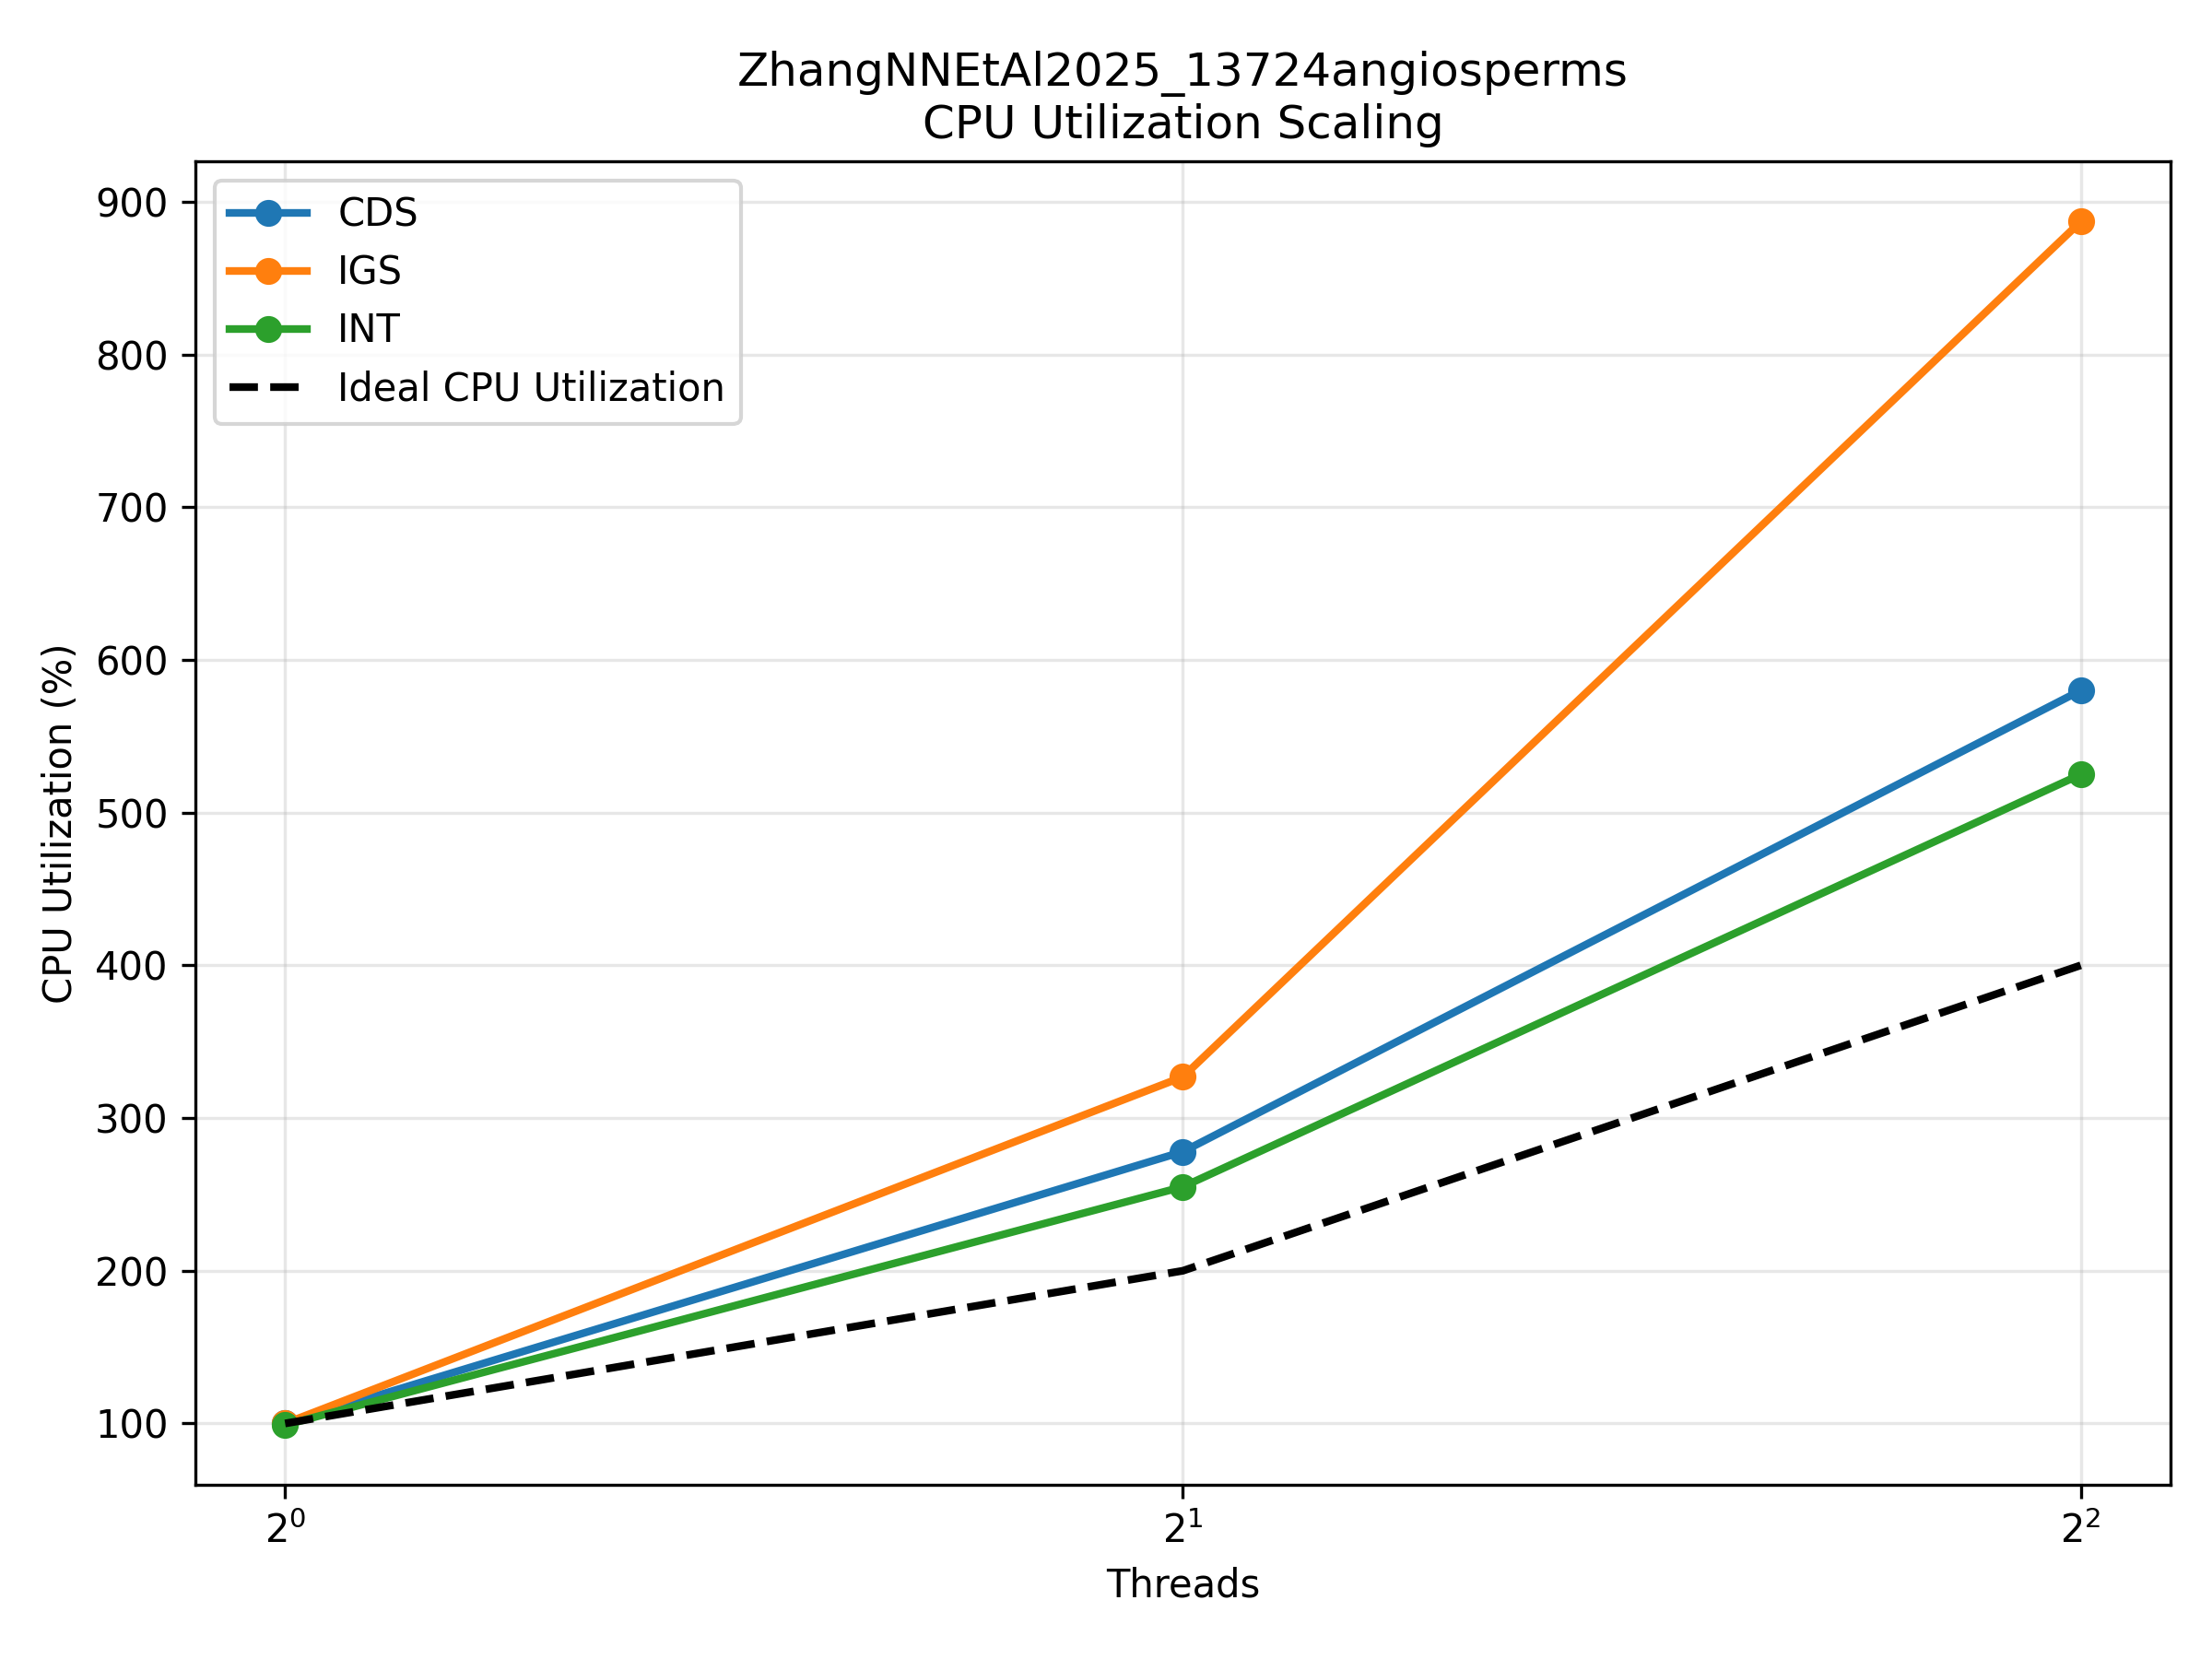 ZhangNNEtAl2025_13724angiosperms
CPU Utilization Scaling
CDS
IGS
INT
Ideal CPU Utilization
CPU Utilization (%)
900
800
700
600
500
400
300
200
100
2⁰
2¹
2²
Threads